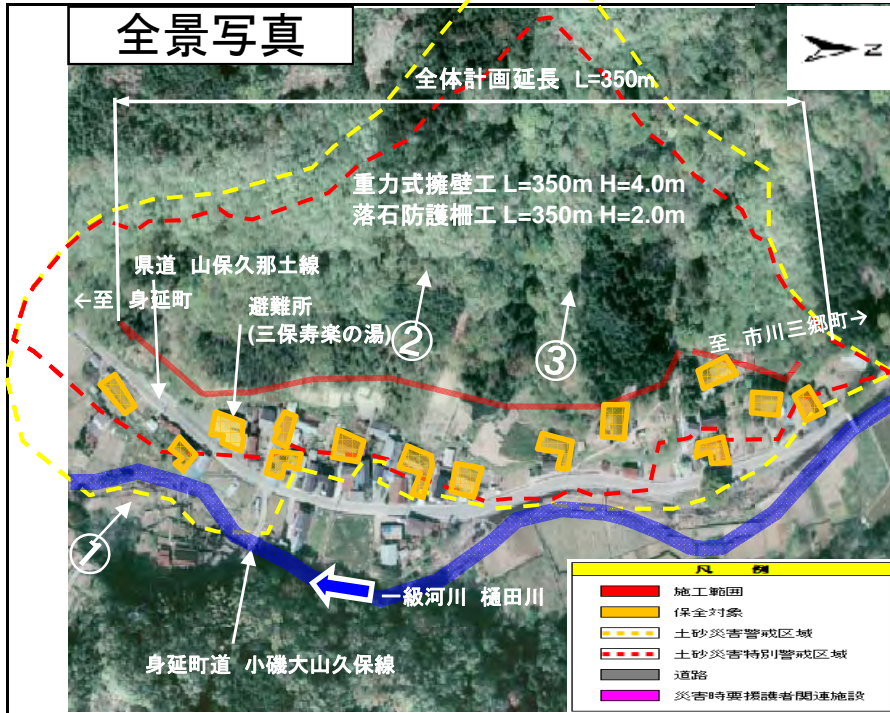 全景写真
Z
全体計画延長 L=350m
重力式擁壁工 L=350m H=4.0m
落石防護柵工 L=350m H=2.0m
県道 山保久那土線
←至 身延町
避難所
(三保寿楽の湯)
②
③
至 市川三郷町→
①
一級河川 樋田川
身延町道 小磯大山久保線
凡 例
施工範囲
保全対象
土砂災害警戒区域
土砂災害特別警戒区域
道路
災害時要援護者関連施設